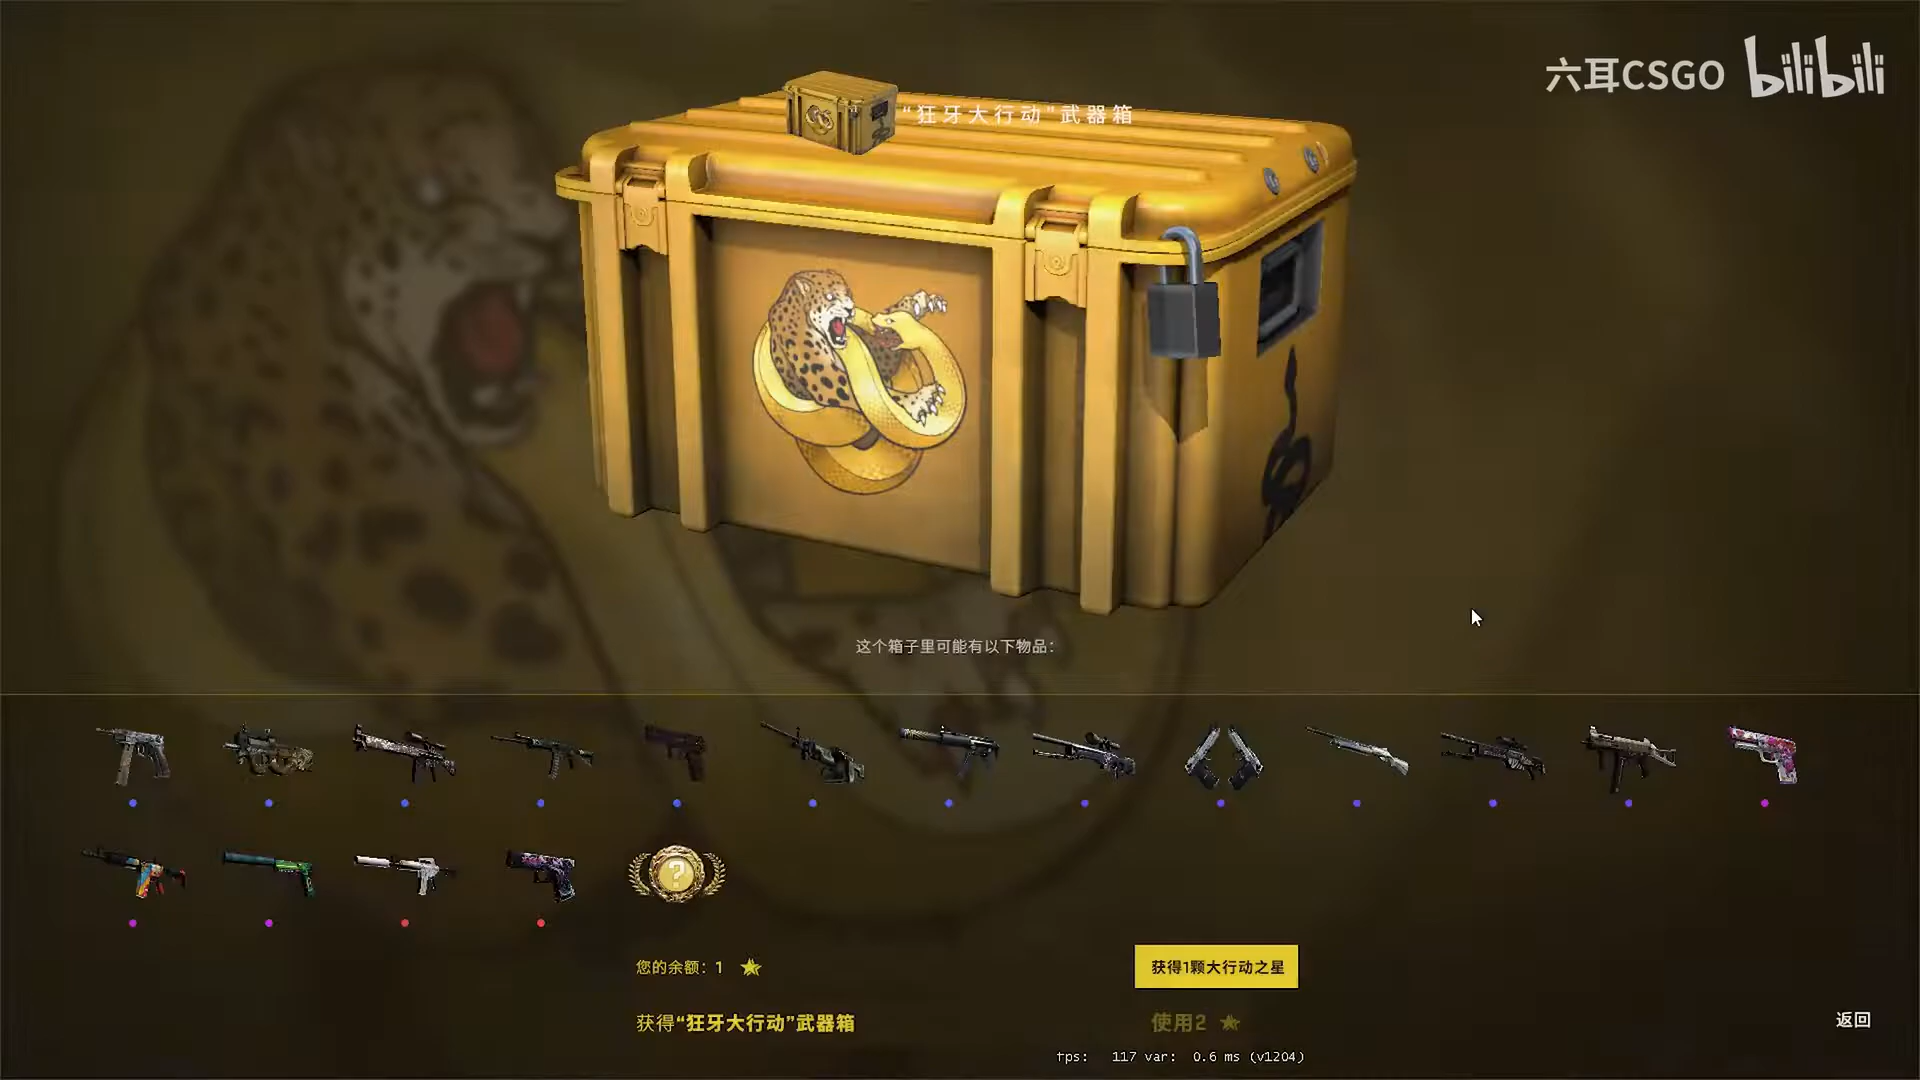 六耳CSGO bilibili
“狂牙大行动”武器箱
这个箱子里可能有以下物品：
您的余额：1
获得1颗大行动之星
获得“狂牙大行动”武器箱
使用2
返回
fps: 117 var: 0.6 ms (v1204)